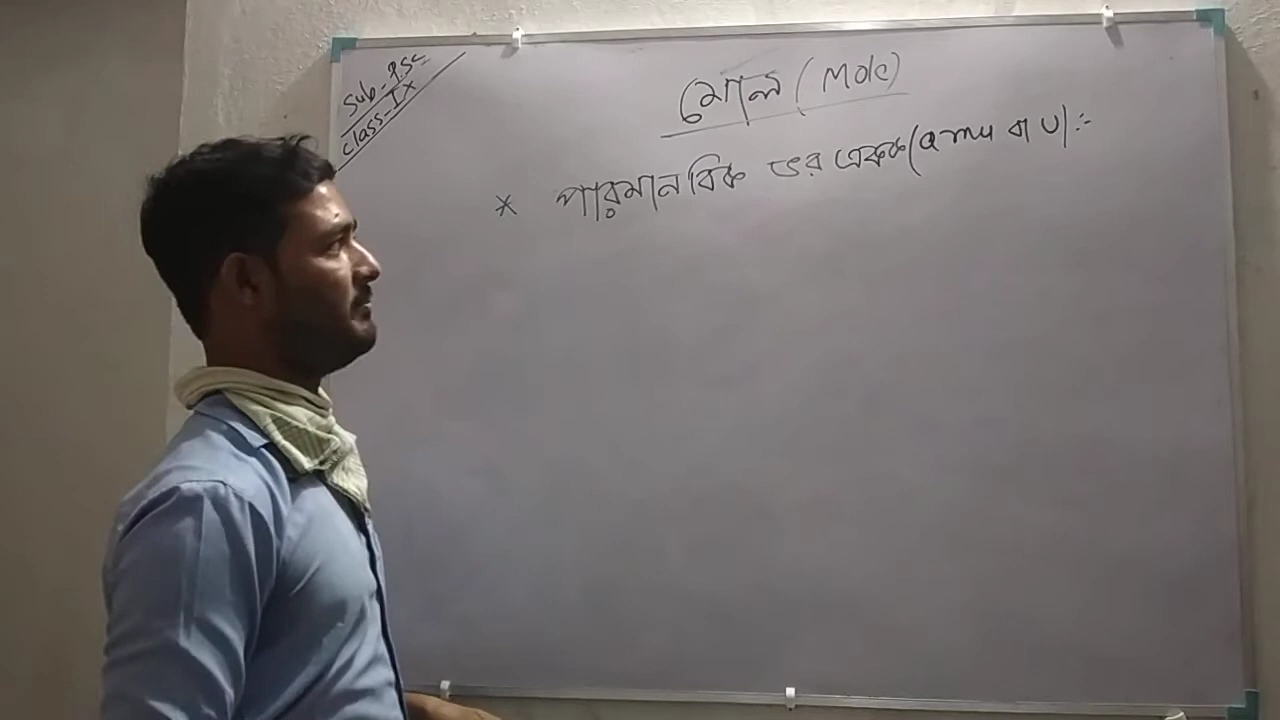 Sub- P.Sc
Class-IX
মোল (Mole)
* পারমানবিক ভর একক (amu বা u) :-